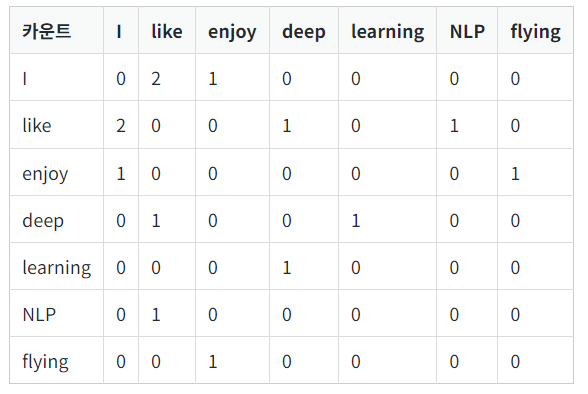 카운트 I like enjoy deep learning NLP flying
I 0 2 1 0 0 0 0
like 2 0 0 1 0 1 0
enjoy 1 0 0 0 0 0 1
deep 0 1 0 0 1 0 0
learning 0 0 0 1 0 0 0
NLP 0 1 0 0 0 0 0
flying 0 0 1 0 0 0 0